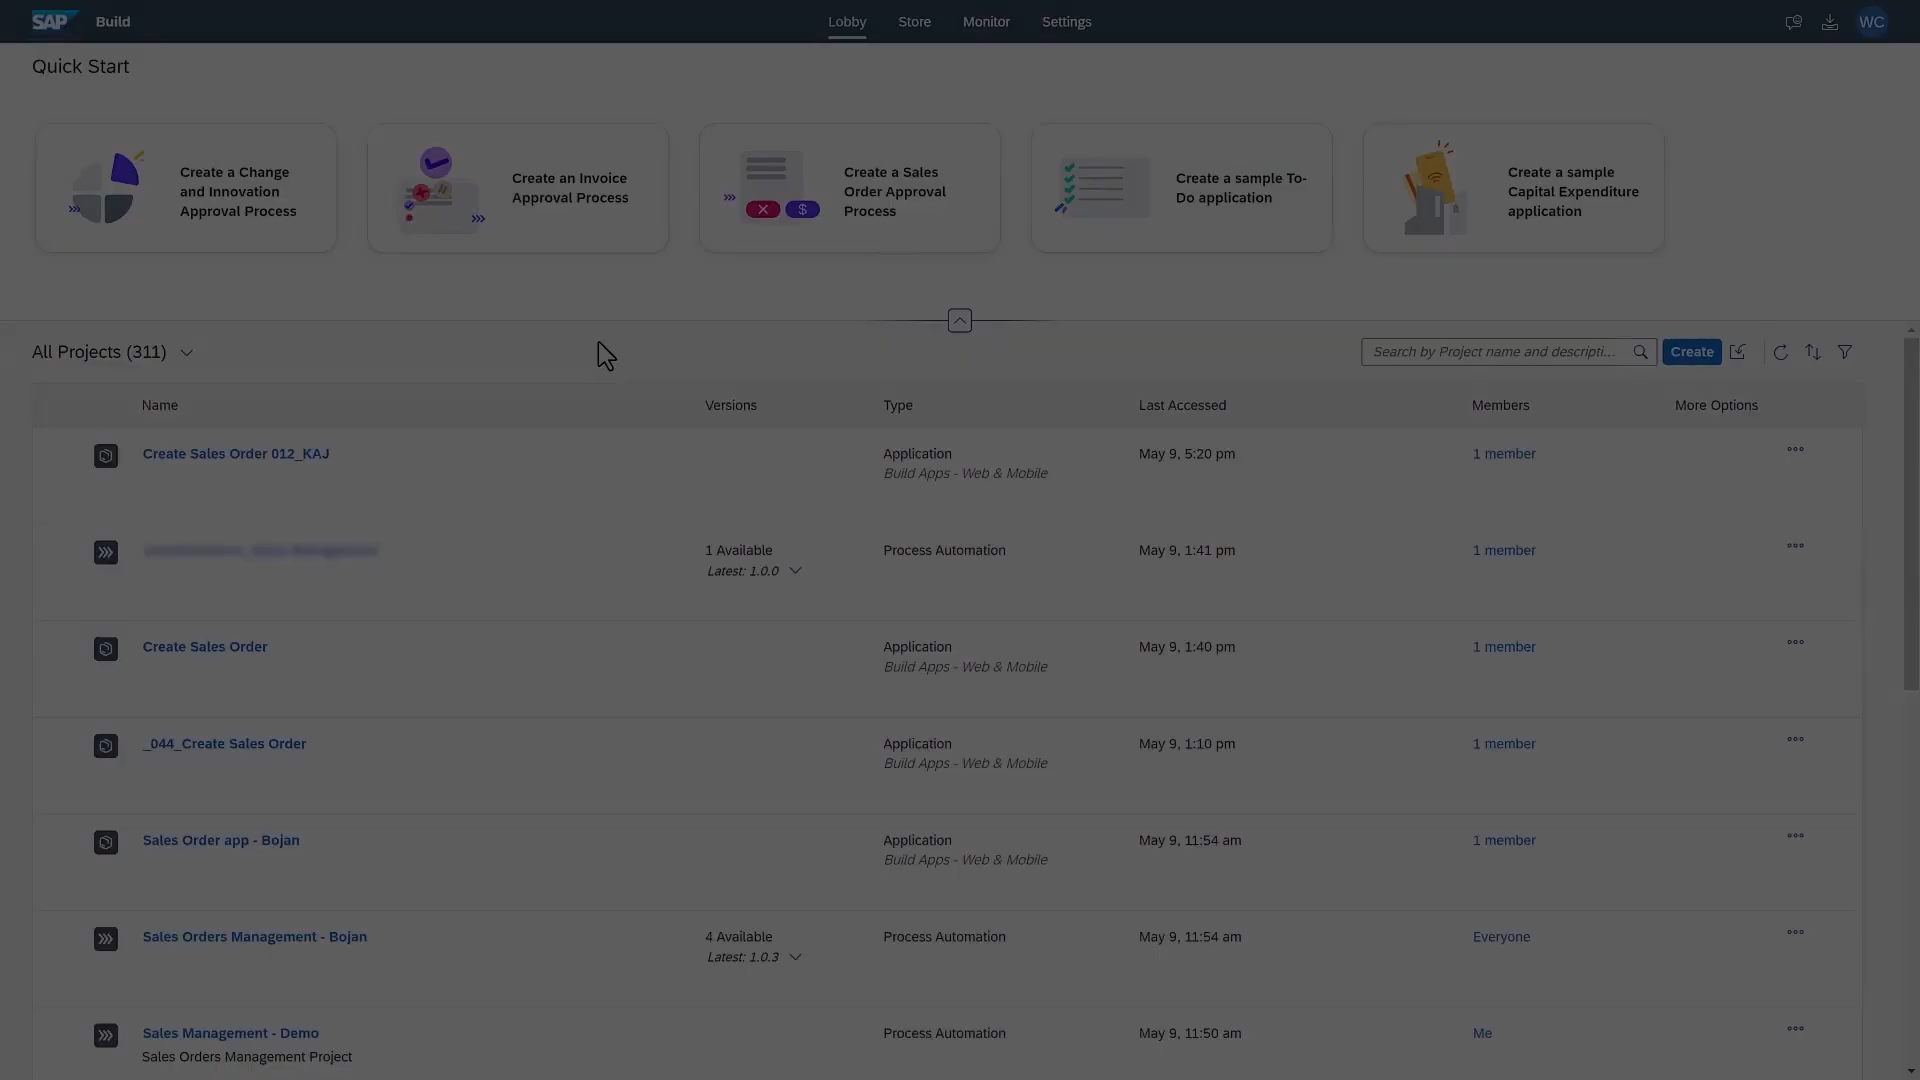 SAP Build
Lobby Store Monitor Settings
WC
Quick Start
Create a Change
and Innovation
Approval Process
Create an Invoice
Approval Process
Create a Sales
Order Approval
Process
Create a sample To-
Do application
Create a sample
Capital Expenditure
application
All Projects (311)
Search by Project name and descripti...
Create
Name Versions Type Last Accessed Members More Options
Create Sales Order 012_KAJ Application May 9, 5:20 pm 1 member
Build Apps - Web & Mobile
1 Available Process Automation May 9, 1:41 pm 1 member
Latest: 1.0.0
Create Sales Order Application May 9, 1:40 pm 1 member
Build Apps - Web & Mobile
_044_Create Sales Order Application May 9, 1:10 pm 1 member
Build Apps - Web & Mobile
Sales Order app - Bojan Application May 9, 11:54 am 1 member
Build Apps - Web & Mobile
Sales Orders Management - Bojan 4 Available Process Automation May 9, 11:54 am Everyone
Latest: 1.0.3
Sales Management - Demo Process Automation May 9, 11:50 am Me
Sales Orders Management Project